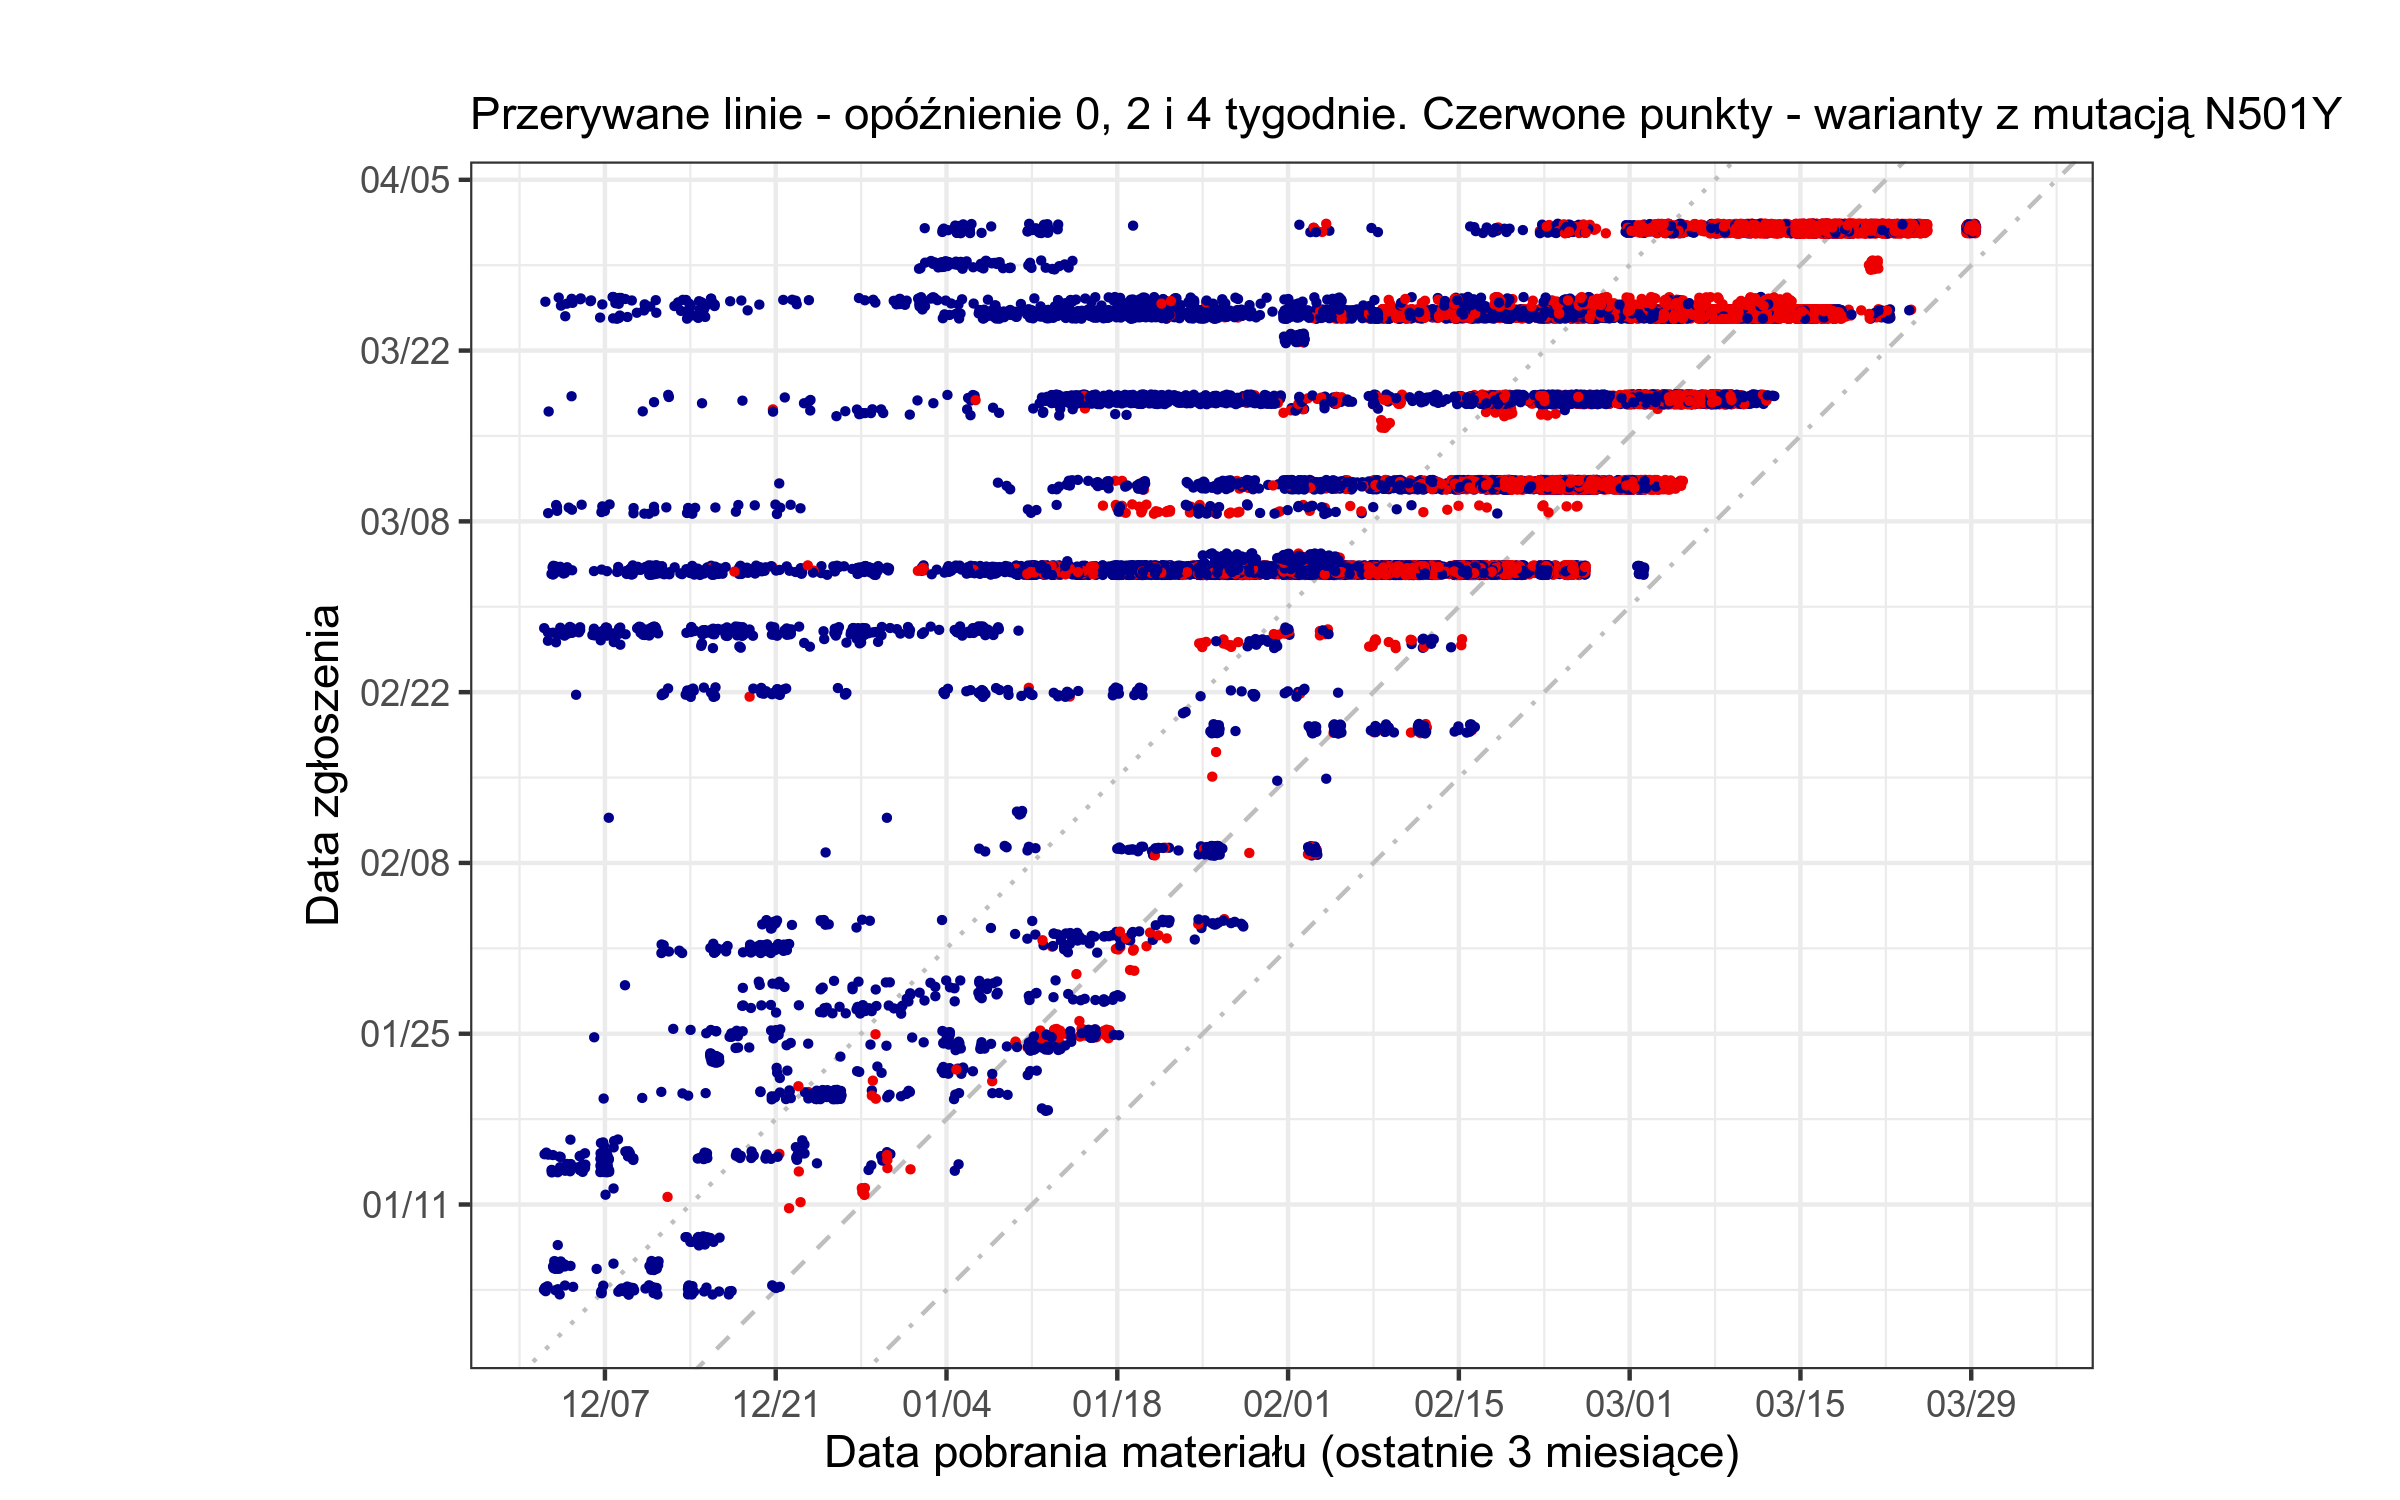 Przerywane linie - opóźnienie 0, 2 i 4 tygodnie. Czerwone punkty - warianty z mutacją N501Y
Data zgłoszenia
04/05
03/22
03/08
02/22
02/08
01/25
01/11
12/07 12/21 01/04 01/18 02/01 02/15 03/01 03/15 03/29
Data pobrania materiału (ostatnie 3 miesiące)